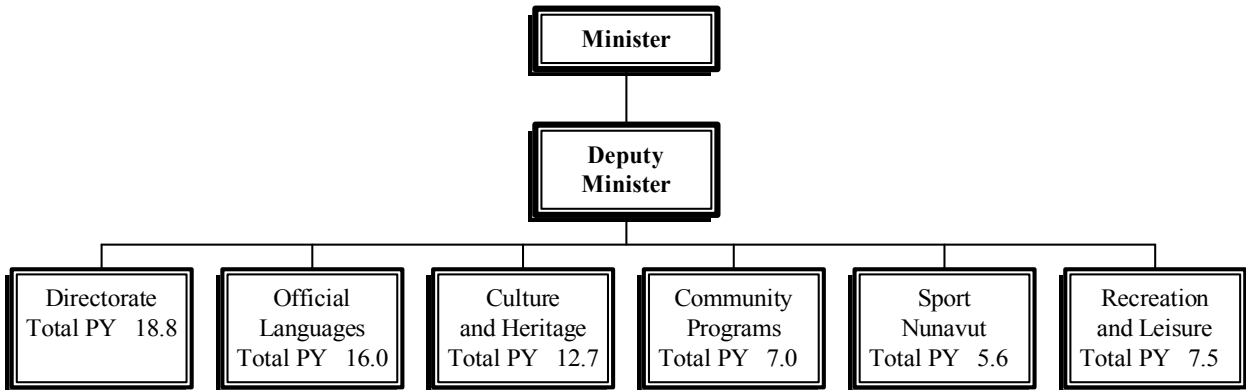 Minister
Deputy
Minister
Directorate
Total PY 18.8
Official
Languages
Total PY 16.0
Culture
and Heritage
Total PY 12.7
Community
Programs
Total PY 7.0
Sport
Nunavut
Total PY 5.6
Recreation
and Leisure
Total PY 7.5